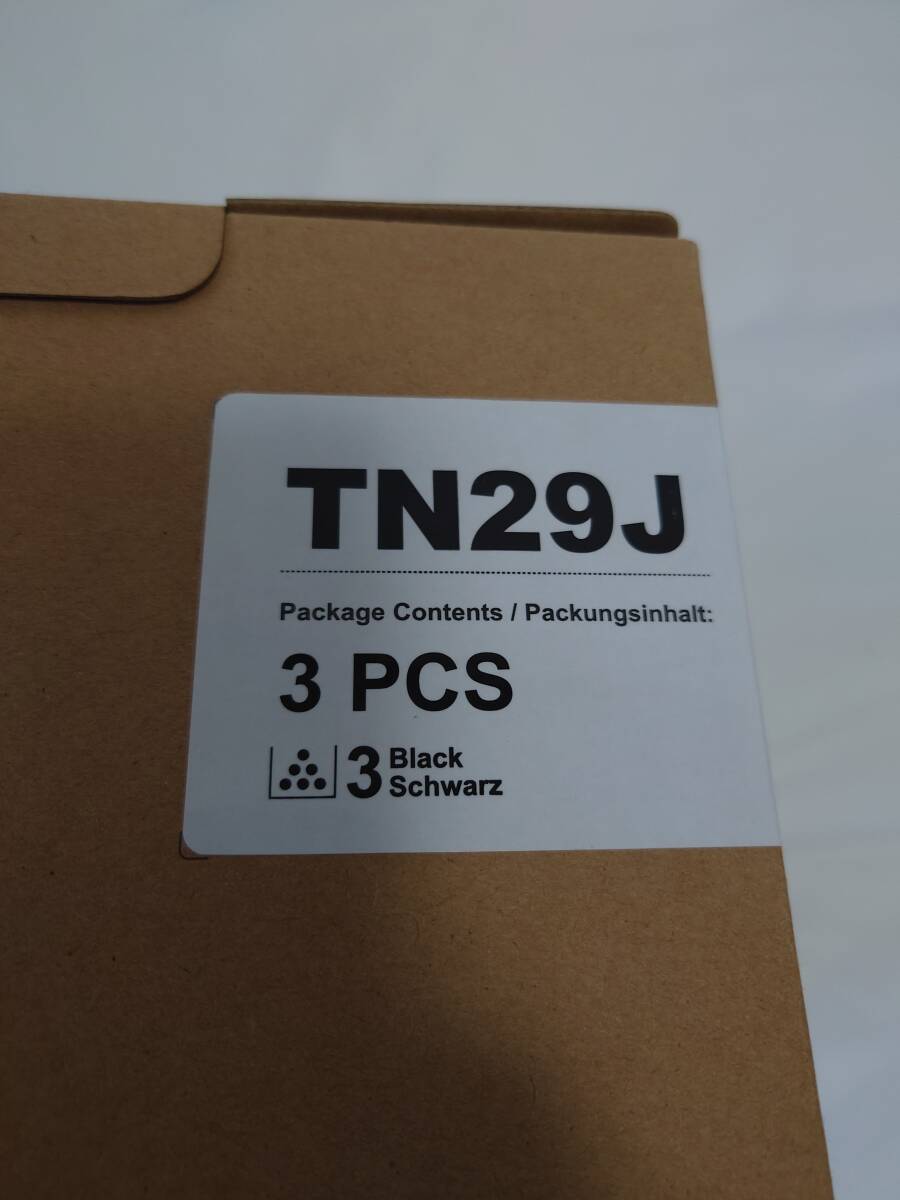 TN29J
Package Contents / Packungsinhalt:
3 PCS
3 Black
Schwarz